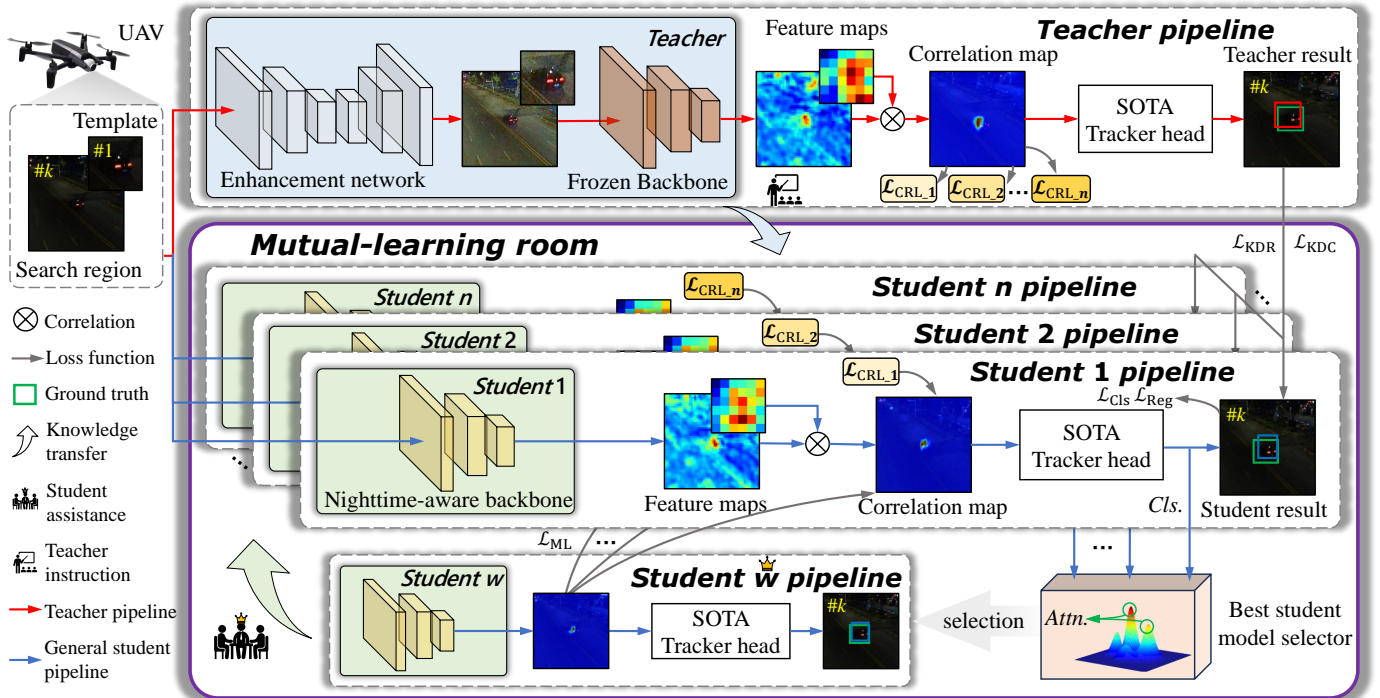 UAV
Template
#1
#k
Search region
Correlation
Loss function
Ground truth
Knowledge
transfer
Student
assistance
Teacher
instruction
Teacher pipeline
General student
pipeline
Teacher
Enhancement network
Frozen Backbone
Feature maps
Correlation map
Teacher pipeline
Teacher result
#k
SOTA
Tracker head
ℒCRL_1
ℒCRL_2
...
ℒCRL_n
ℒKDR
ℒKDC
Mutual-learning room
Student n
ℒCRL_n
Student n pipeline
...
Student 2
ℒCRL_2
Student 2 pipeline
Student 1
ℒCRL_1
Student 1 pipeline
ℒCls ℒReg
#k
SOTA
Tracker head
Nighttime-aware backbone
Feature maps
Correlation map
Student result
Cls.
...
ℒML
...
...
Student w
Student w pipeline
#k
SOTA
Tracker head
selection
Attn.
Best student
model selector